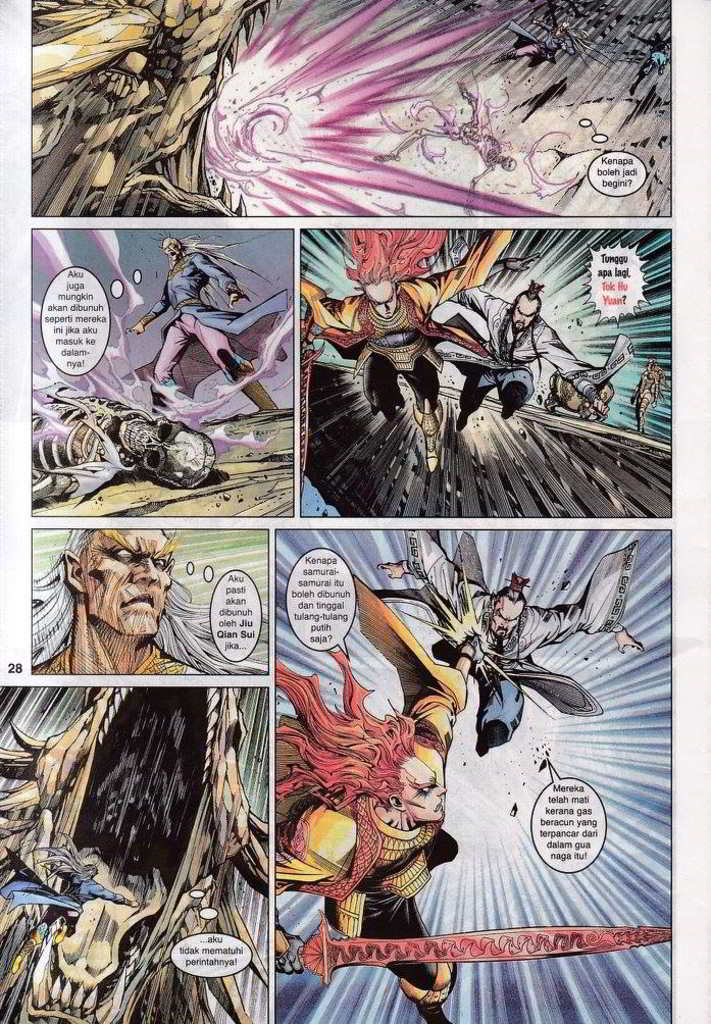 Kenapa
boleh jadi
begini?
Aku
juga
mungkin
akan dibunuh
seperti mereka
ini jika aku
masuk ke
dalam-
nya!
Tunggu
apa lagi,
Tok Hu
Yuan?
Aku
pasti
akan
dibunuh
oleh Jiu
Qian Sui
jika...
Kenapa
samurai-
samurai itu
boleh dibunuh
dan tinggal
tulang-tulang
putih
saja?
28
Mereka
telah mati
kerana gas
beracun yang
terpancar dari
dalam gua
naga itu!
...aku
tidak mematuhi
perintahnya!